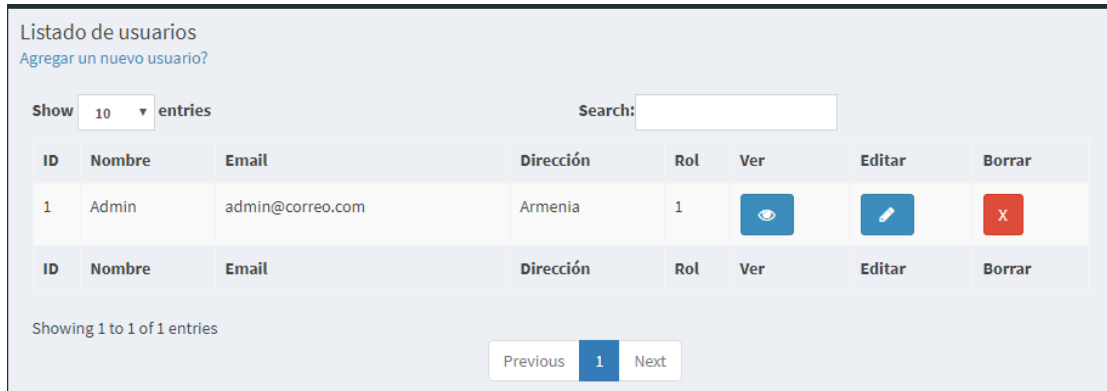 Listado de usuarios
Agregar un nuevo usuario?
Show 10 entries Search:
ID Nombre Email Dirección Rol Ver Editar Borrar
1 Admin admin@correo.com Armenia 1 X
ID Nombre Email Dirección Rol Ver Editar Borrar
Showing 1 to 1 of 1 entries
Previous 1 Next